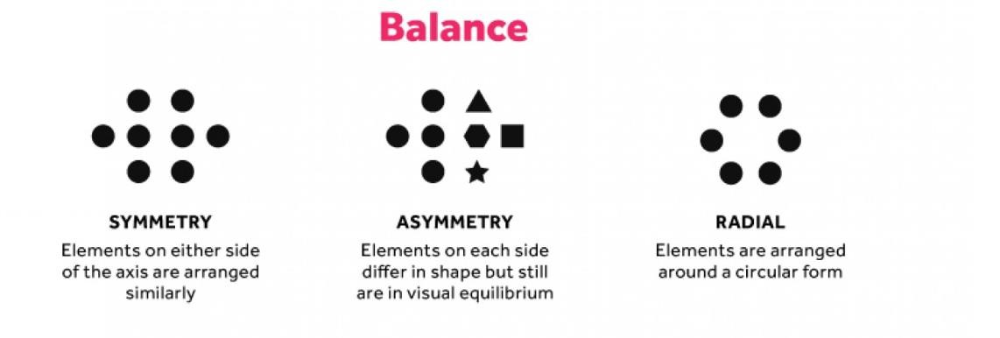 Balance
SYMMETRY
Elements on either side
of the axis are arranged
similarly
ASYMMETRY
Elements on each side
differ in shape but still
are in visual equilibrium
RADIAL
Elements are arranged
around a circular form